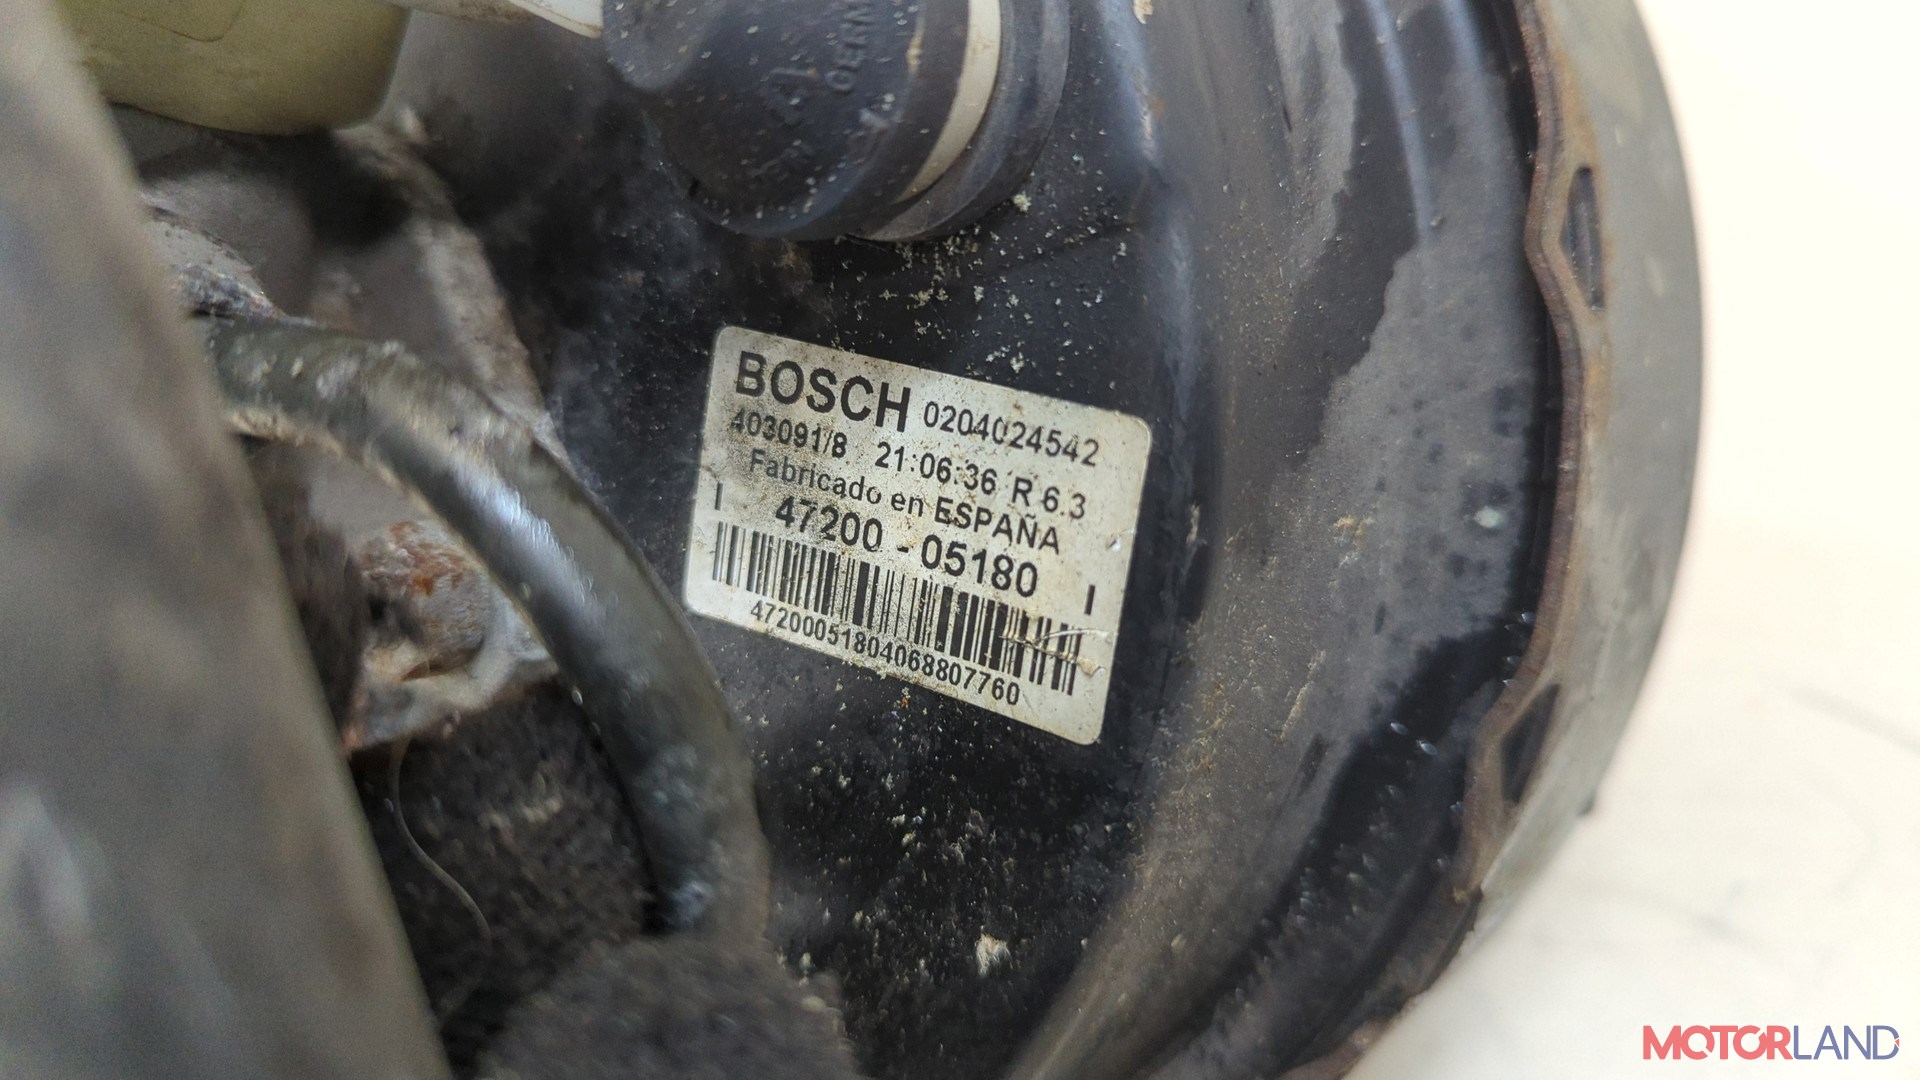 BOSCH 0204024542
403091/8 21:06:36 R 6.3
Fabricado en ESPAÑA
I 47200 - 05180 I
47200051804068807760
MOTORLAND